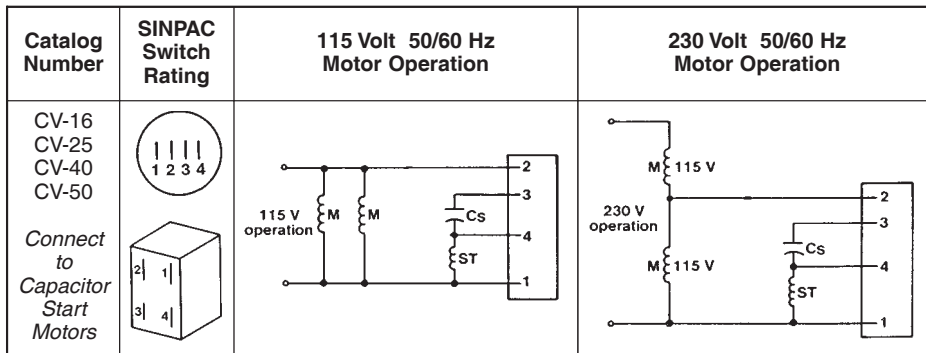 Catalog
Number
SINPAC
Switch
Rating
115 Volt 50/60 Hz
Motor Operation
230 Volt 50/60 Hz
Motor Operation
CV-16
CV-25
CV-40
CV-50
Connect
to
Capacitor
Start
Motors
1 2 3 4
2 1
3 4
115 V
operation
M
M
CS
ST
2
3
4
1
230 V
operation
M 115 V
M 115 V
CS
ST
2
3
4
1